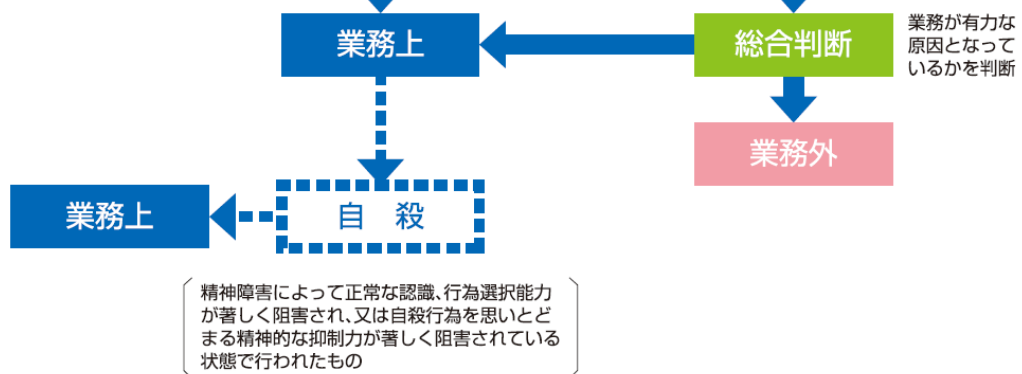 業務上
総合判断
業務が有力な
原因となって
いるかを判断
業務外
業務上
自 殺
精神障害によって正常な認識、行為選択能力
が著しく阻害され、又は自殺行為を思いとど
まる精神的な抑制力が著しく阻害されている
状態で行われたもの